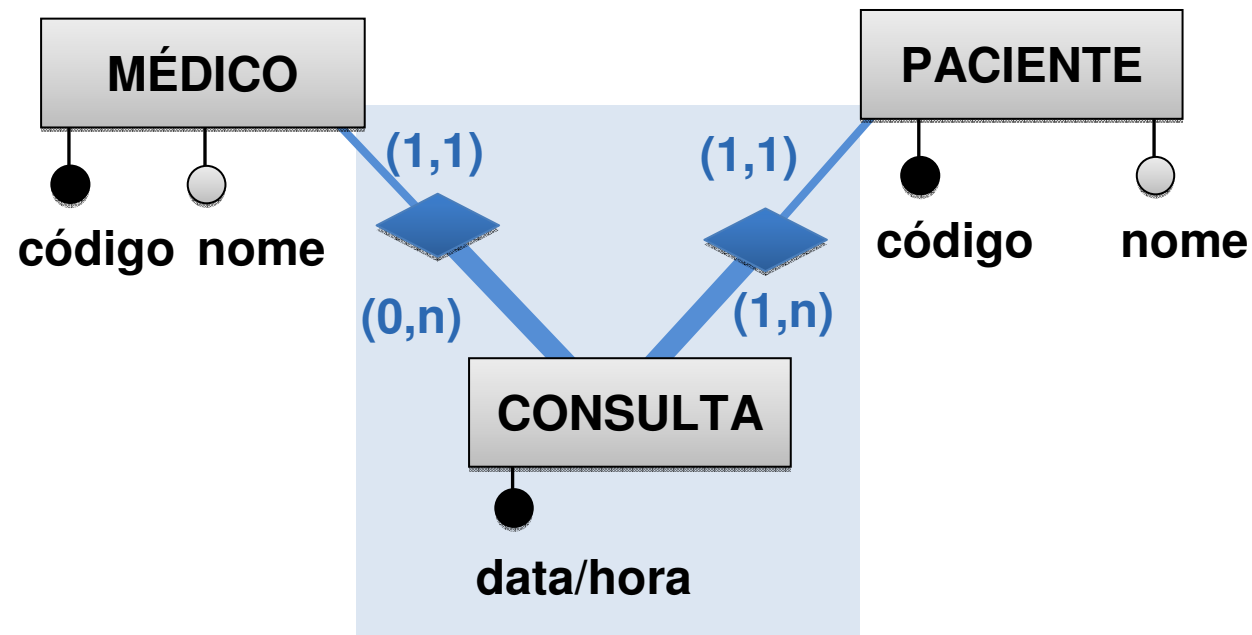 MÉDICO
PACIENTE
(1,1)
(1,1)
código nome
código nome
(0,n)
(1,n)
CONSULTA
data/hora